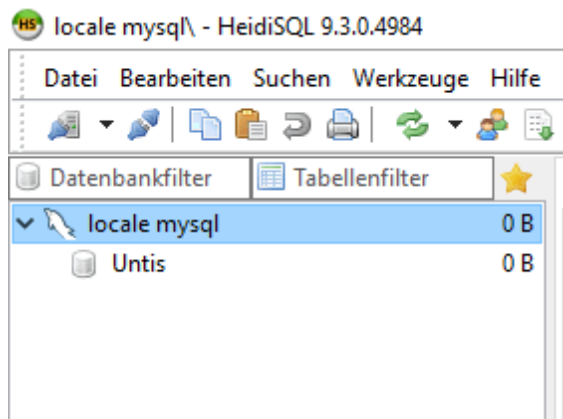 HS locale mysql\ - HeidiSQL 9.3.0.4984
Datei Bearbeiten Suchen Werkzeuge Hilfe
Datenbankfilter Tabellenfilter
locale mysql 0 B
Untis 0 B